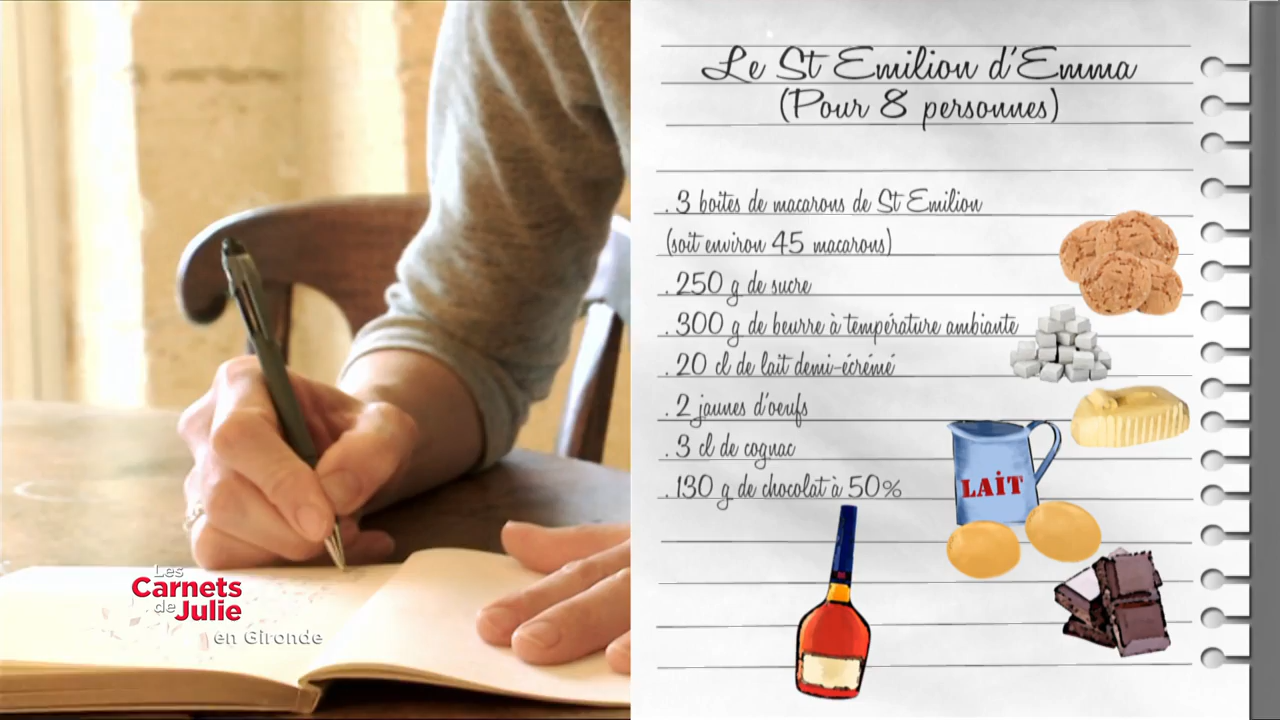 Le St Emilion d'Emma
(Pour 8 personnes)
. 3 boîtes de macarons de St Emilion
(soit environ 45 macarons)
. 250 g de sucre
. 300 g de beurre à température ambiante
. 20 cl de lait demi-écrémé
. 2 jaunes d'oeufs
. 3 cl de cognac
. 130 g de chocolat à 50%
LAIT
Les
Carnets
de Julie
en Gironde